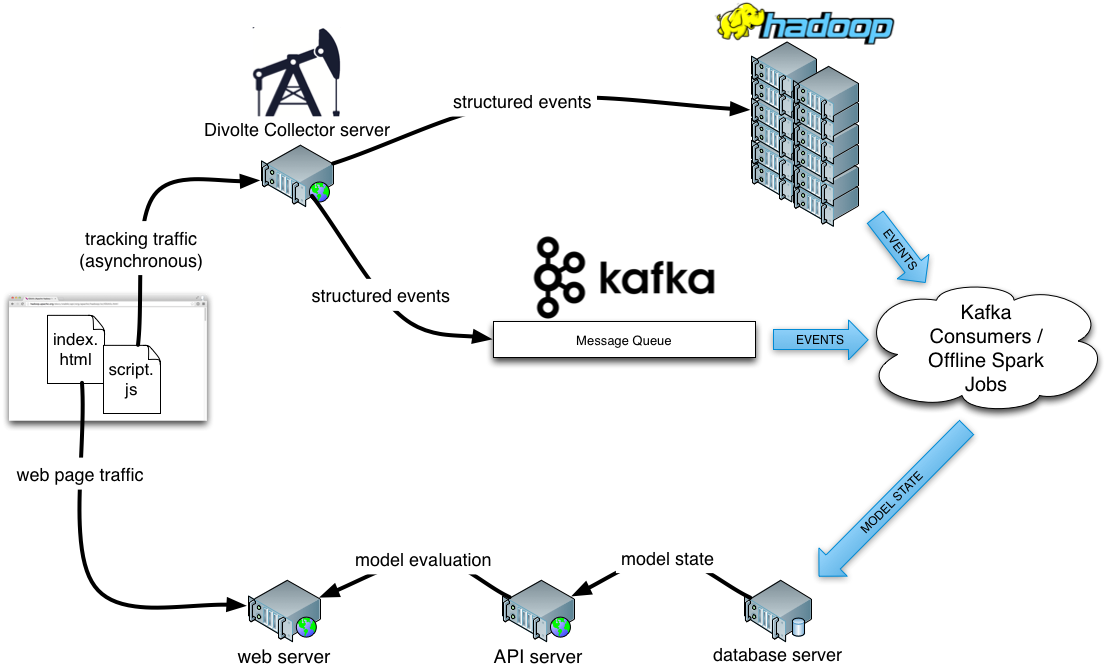 hadoop
Divolte Collector server
structured events
tracking traffic
(asynchronous)
EVENTS
structured events
kafka
Message Queue
EVENTS
Kafka
Consumers /
Offline Spark
Jobs
index.
html
script.
js
web page traffic
MODEL STATE
model evaluation
model state
web server
API server
database server